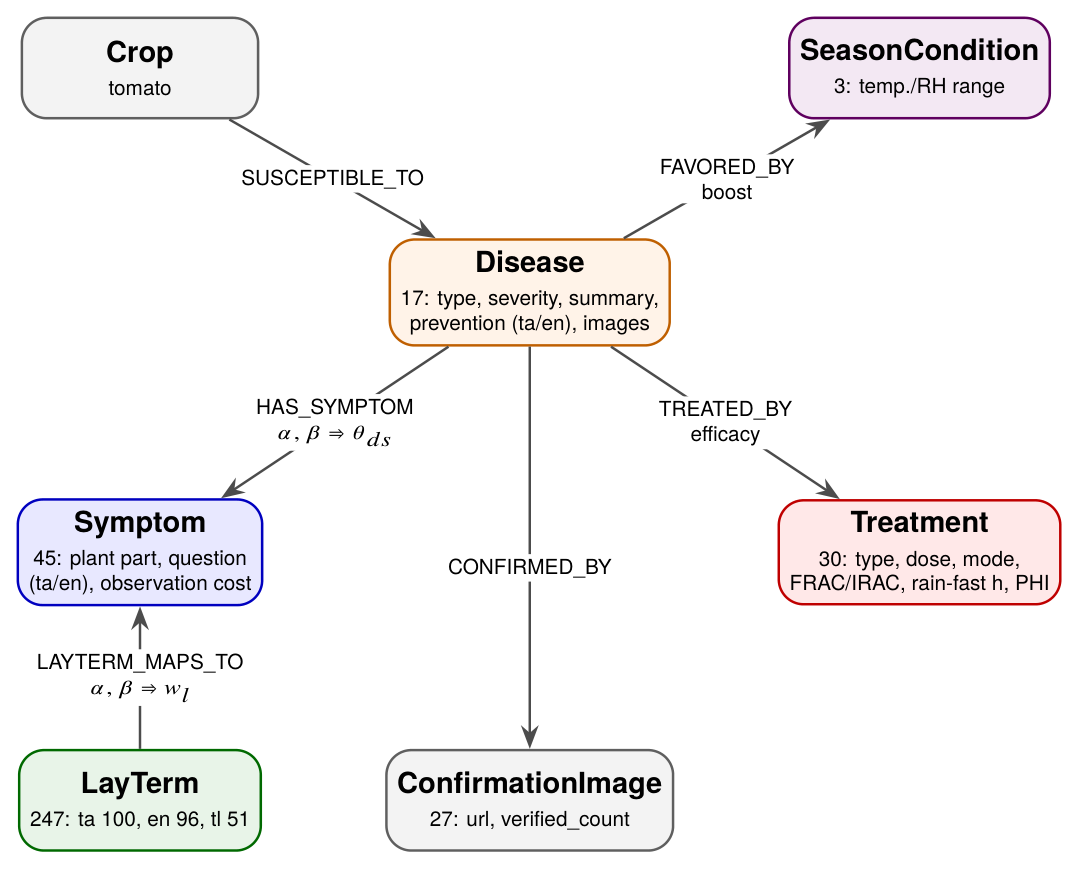 Crop
tomato
SeasonCondition
3: temp./RH range
SUSCEPTIBLE_TO
FAVORED_BY
boost
Disease
17: type, severity, summary,
prevention (ta/en), images
HAS_SYMPTOM
α, β ⇒ θds
TREATED_BY
efficacy
Symptom
45: plant part, question
(ta/en), observation cost
CONFIRMED_BY
Treatment
30: type, dose, mode,
FRAC/IRAC, rain-fast h, PHI
LAYTERM_MAPS_TO
α, β ⇒ wl
LayTerm
247: ta 100, en 96, tl 51
ConfirmationImage
27: url, verified_count